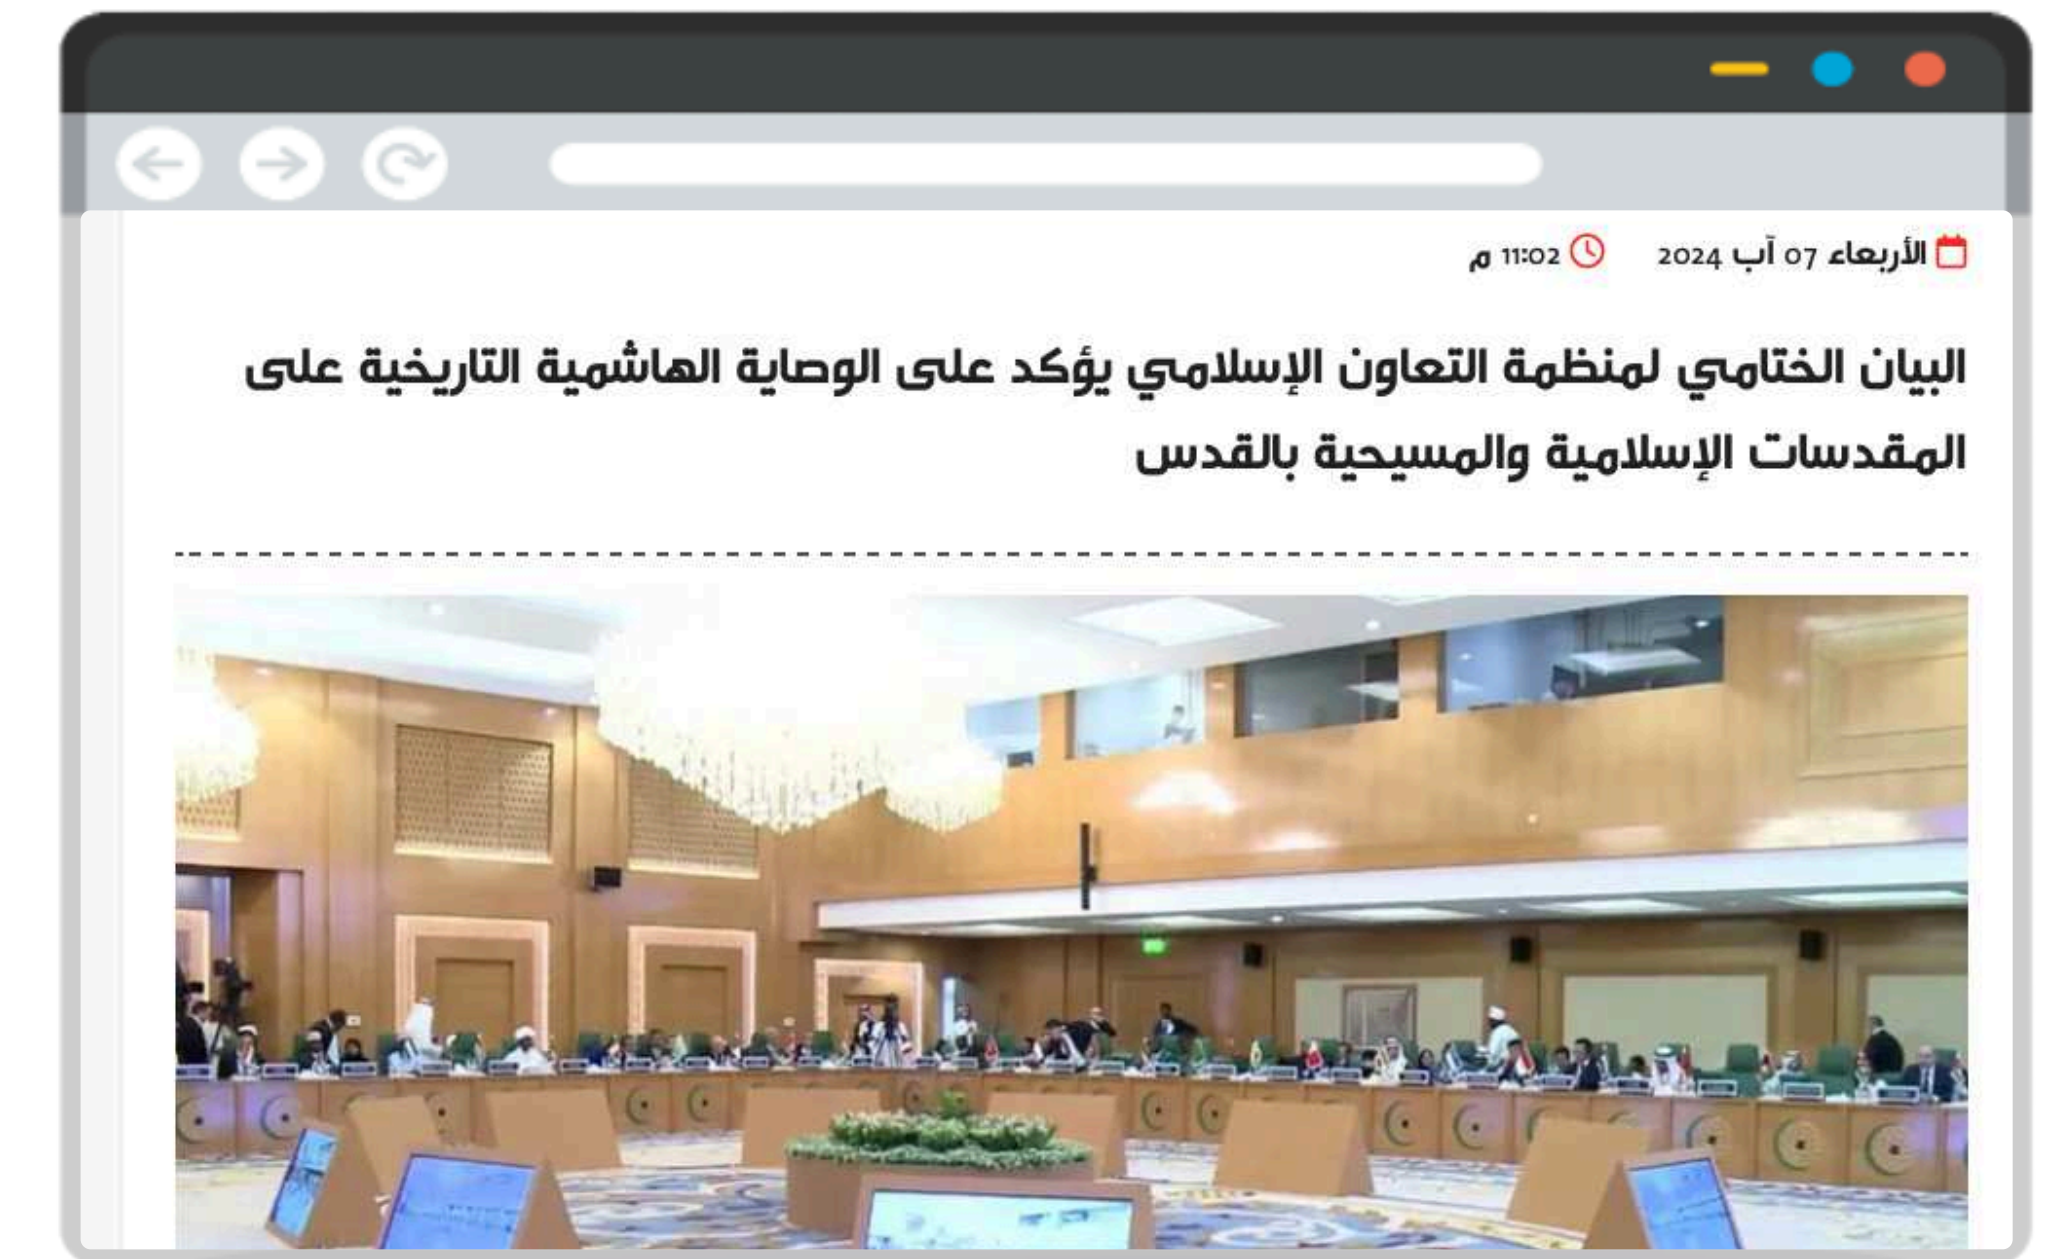 الأربعاء 07 آب 2024 11:02 م
البيان الختامي لمنظمة التعاون الإسلامي يؤكد على الوصاية الهاشمية التاريخية على
المقدسات الإسلامية والمسيحية بالقدس